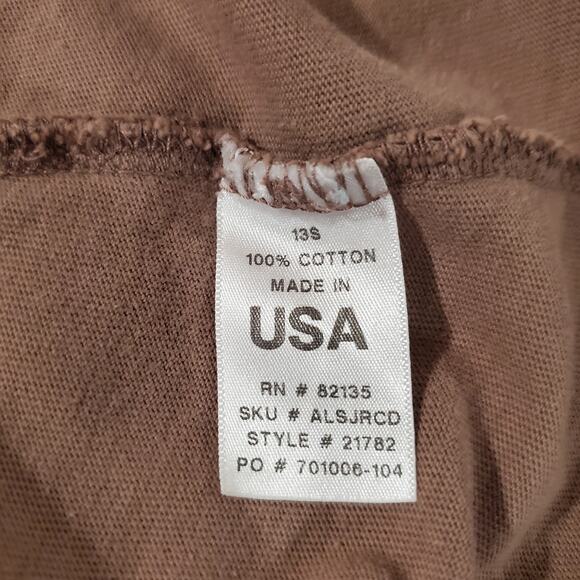 13S
100% COTTON
MADE IN
USA
RN # 82135
SKU # ALSJRCD
STYLE # 21782
PO # 701006-104